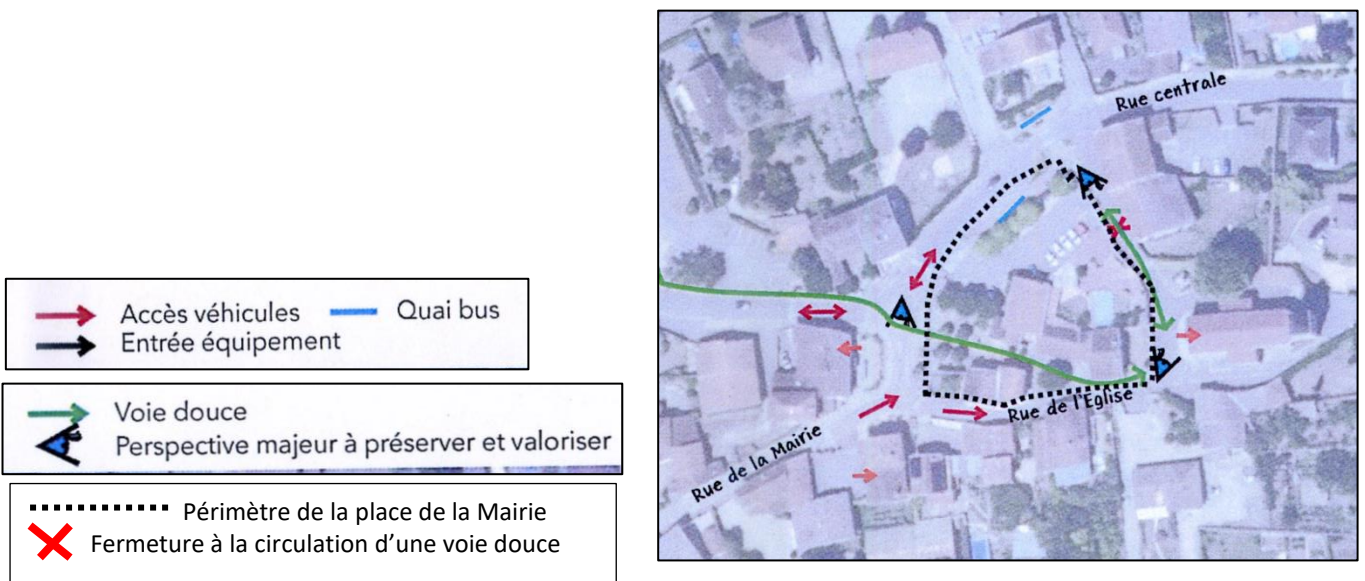 Accès véhicules
Quai bus
Entrée équipement
Voie douce
Perspective majeur à préserver et valoriser
Périmètre de la place de la Mairie
Fermeture à la circulation d’une voie douce
Rue centrale
Rue de l'Eglise
Rue de la Mairie